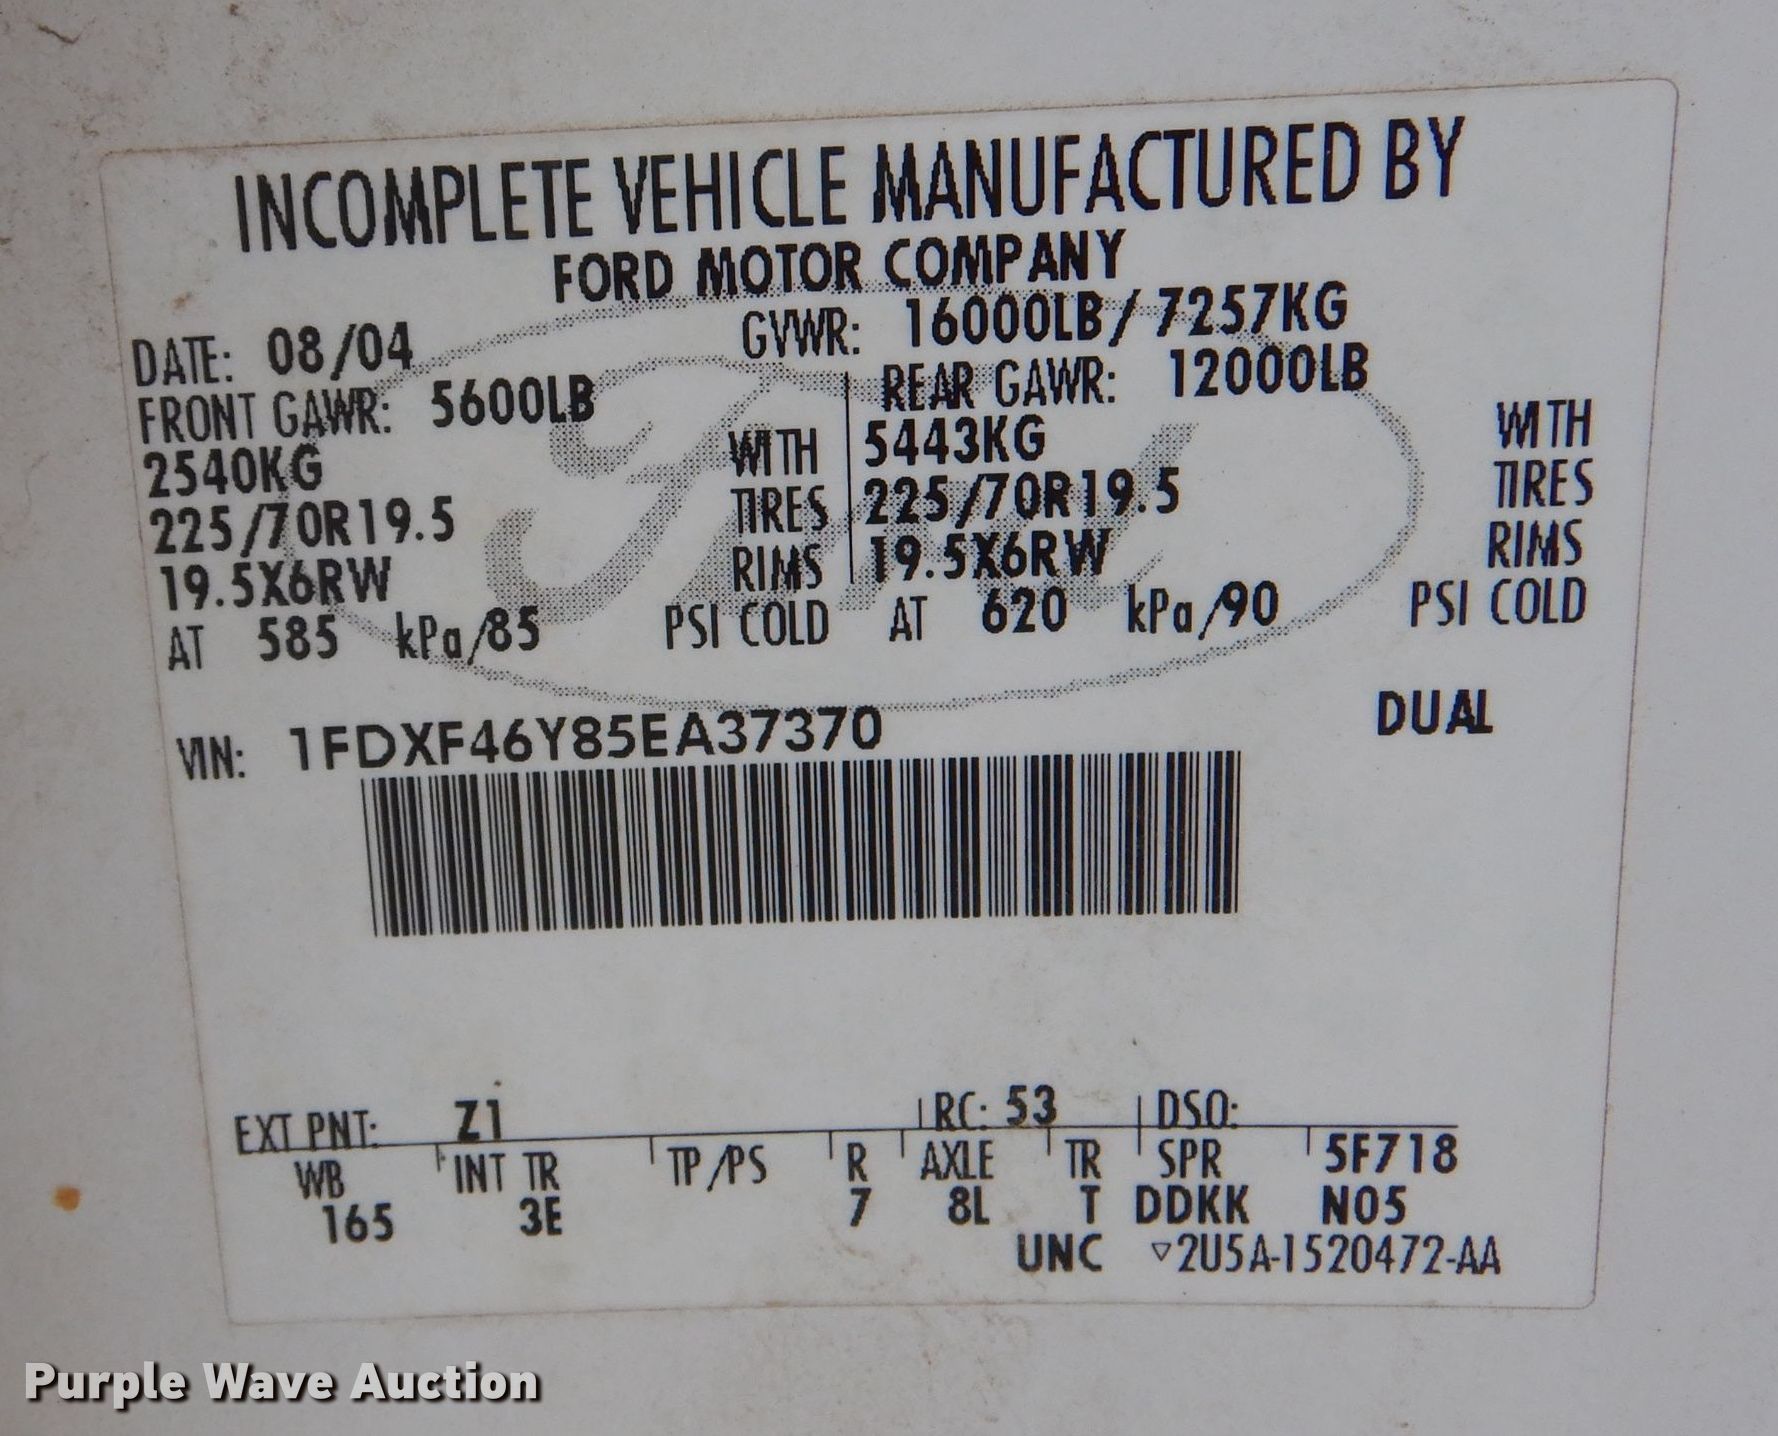 INCOMPLETE VEHICLE MANUFACTURED BY
FORD MOTOR COMPANY
DATE: 08/04 GVWR: 16000LB/7257KG
FRONT GAWR: 5600LB REAR GAWR: 12000LB
2540KG WITH 5443KG WITH
225/70R19.5 TIRES 225/70R19.5 TIRES
19.5X6RW RIMS 19.5X6RW RIMS
AT 585 kPa/85 PSI COLD AT 620 kPa/90 PSI COLD
VIN: 1FDXF46Y85EA37370 DUAL
EXT PNT: Z1 RC: 53 DSO:
WB INT TR TP/PS R AXLE TR SPR 5F718
165 3E 7 8L T DDKK N05
UNC ▽2U5A-1520472-AA
Purple Wave Auction